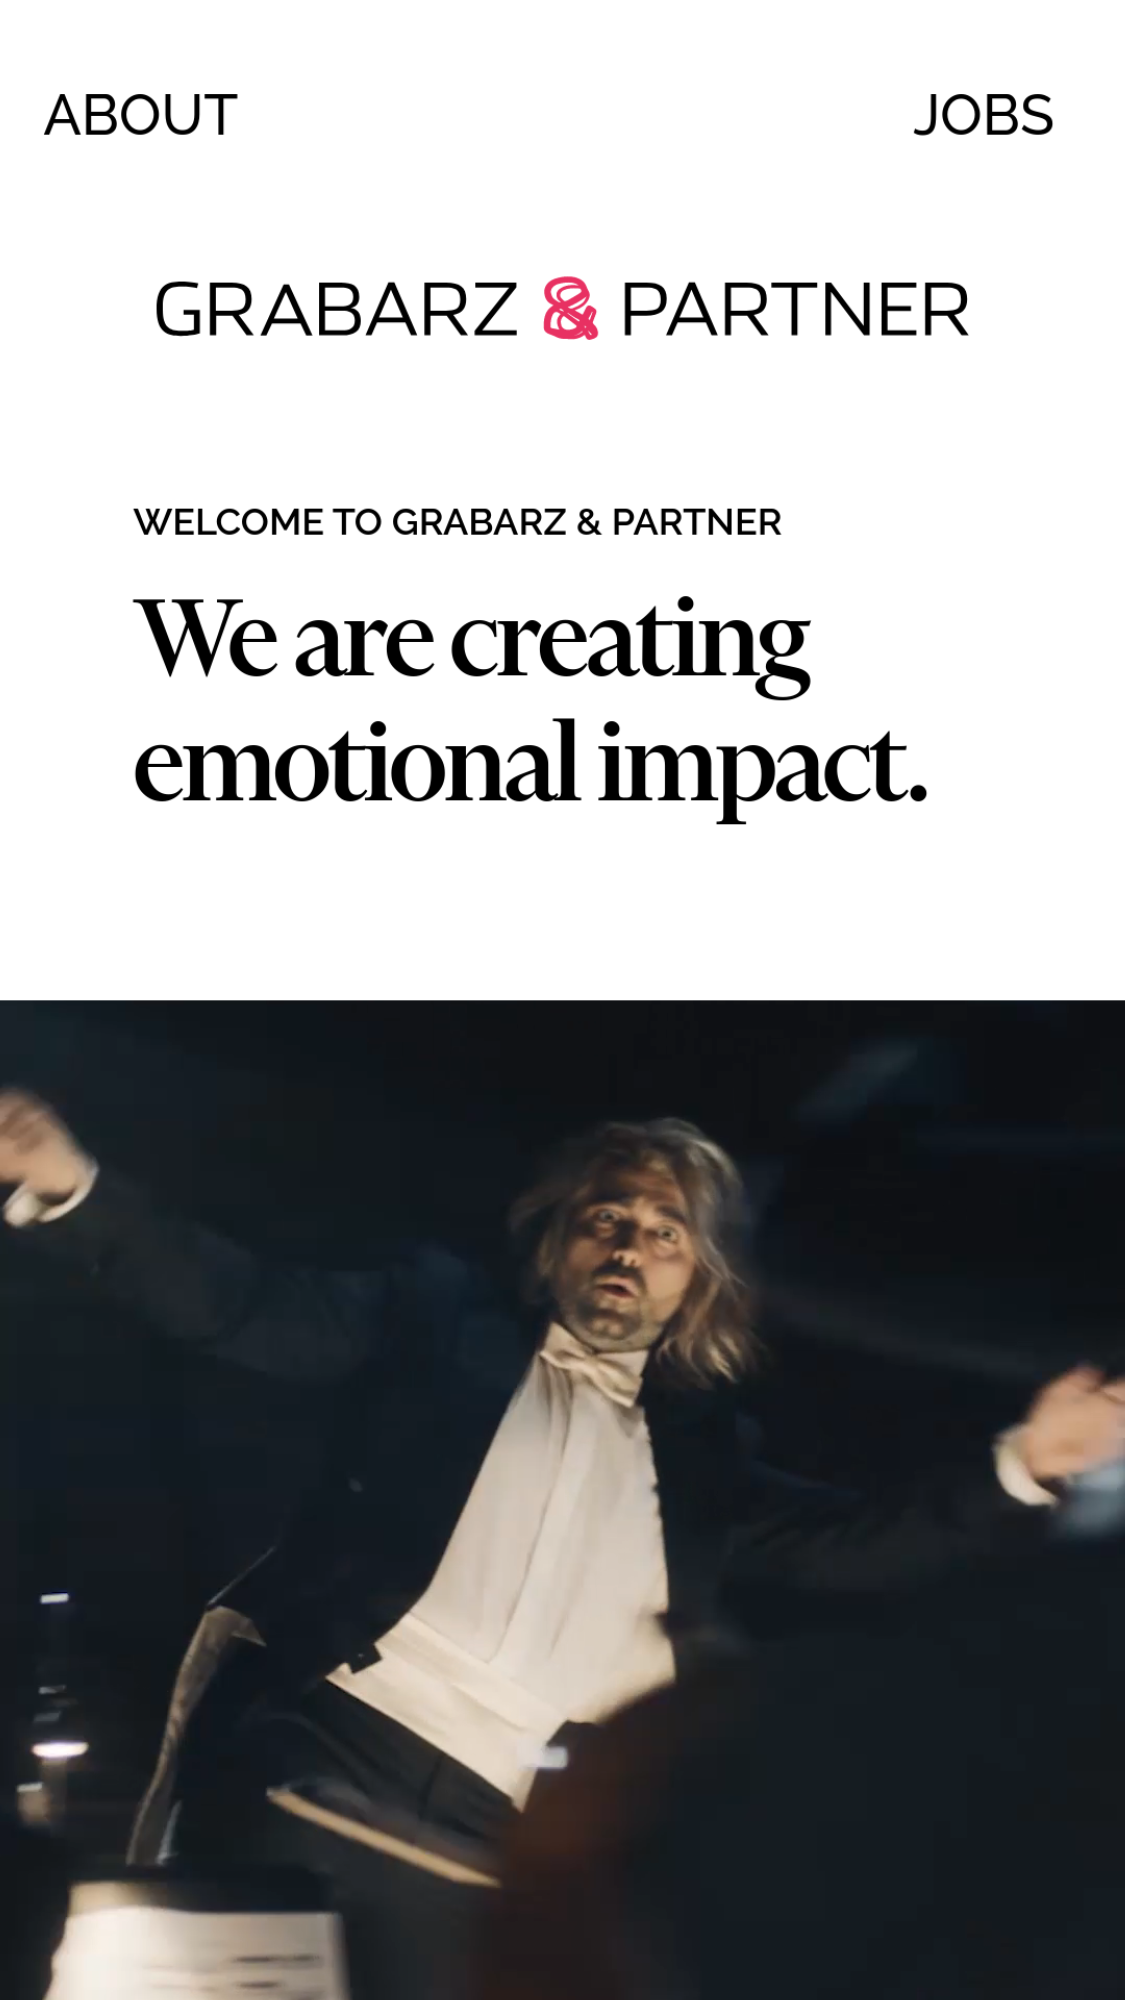 ABOUT
JOBS
GRABARZ & PARTNER
WELCOME TO GRABARZ & PARTNER
We are creating
emotional impact.